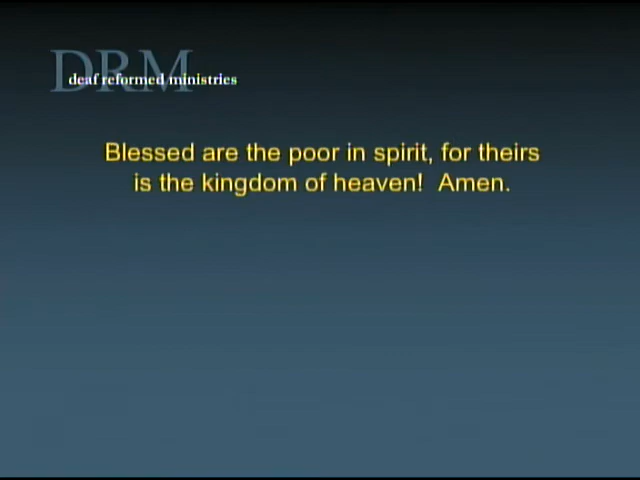 DRM
deaf reformed ministries
Blessed are the poor in spirit, for theirs
is the kingdom of heaven!  Amen.